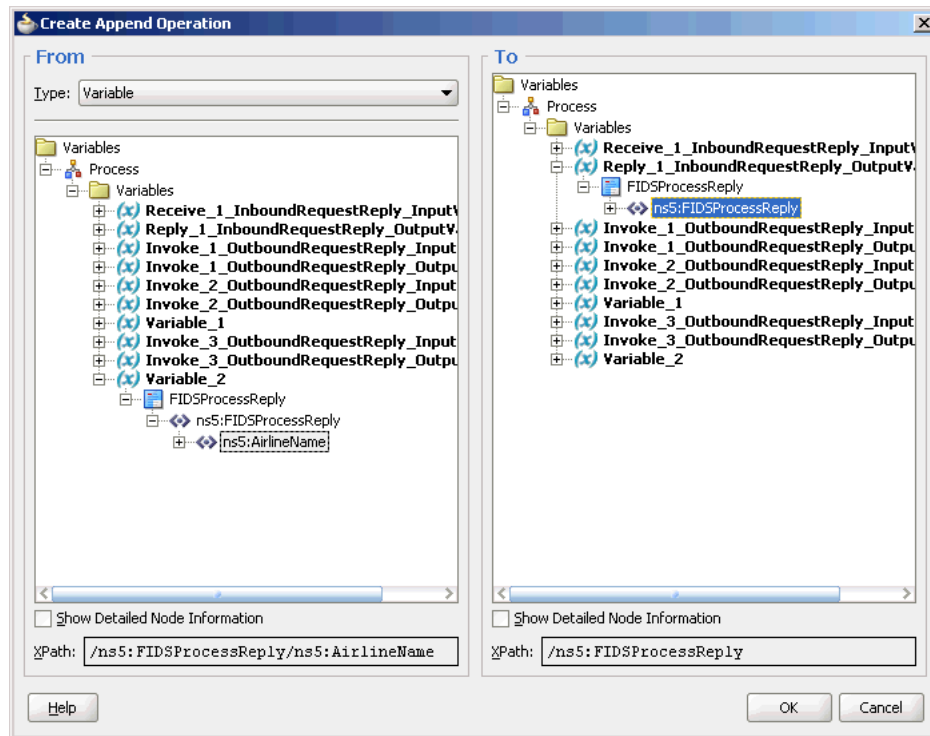 Create Append Operation
From
Type: Variable
Variables
Process
Variables
Receive_1_InboundRequestReply_InputV
Reply_1_InboundRequestReply_OutputV
Invoke_1_OutboundRequestReply_Input
Invoke_1_OutboundRequestReply_Outpu
Invoke_2_OutboundRequestReply_Input
Invoke_2_OutboundRequestReply_Outpu
Variable_1
Invoke_3_OutboundRequestReply_Input
Invoke_3_OutboundRequestReply_Outpu
Variable_2
FIDSProcessReply
ns5:FIDSProcessReply
ns5:AirlineName
Show Detailed Node Information
XPath: /ns5:FIDSProcessReply/ns5:AirlineName
To
Variables
Process
Variables
Receive_1_InboundRequestReply_InputV
Reply_1_InboundRequestReply_OutputV
FIDSProcessReply
ns5:FIDSProcessReply
Invoke_1_OutboundRequestReply_Input
Invoke_1_OutboundRequestReply_Outpu
Invoke_2_OutboundRequestReply_Input
Invoke_2_OutboundRequestReply_Outpu
Variable_1
Invoke_3_OutboundRequestReply_Input
Invoke_3_OutboundRequestReply_Outpu
Variable_2
Show Detailed Node Information
XPath: /ns5:FIDSProcessReply
Help
OK
Cancel